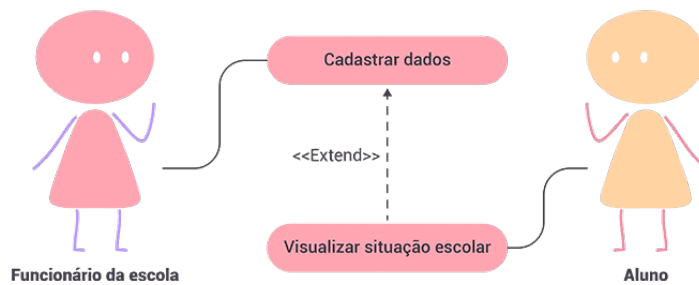 Cadastrar dados
<<Extend>>
Visualizar situação escolar
Funcionário da escola
Aluno